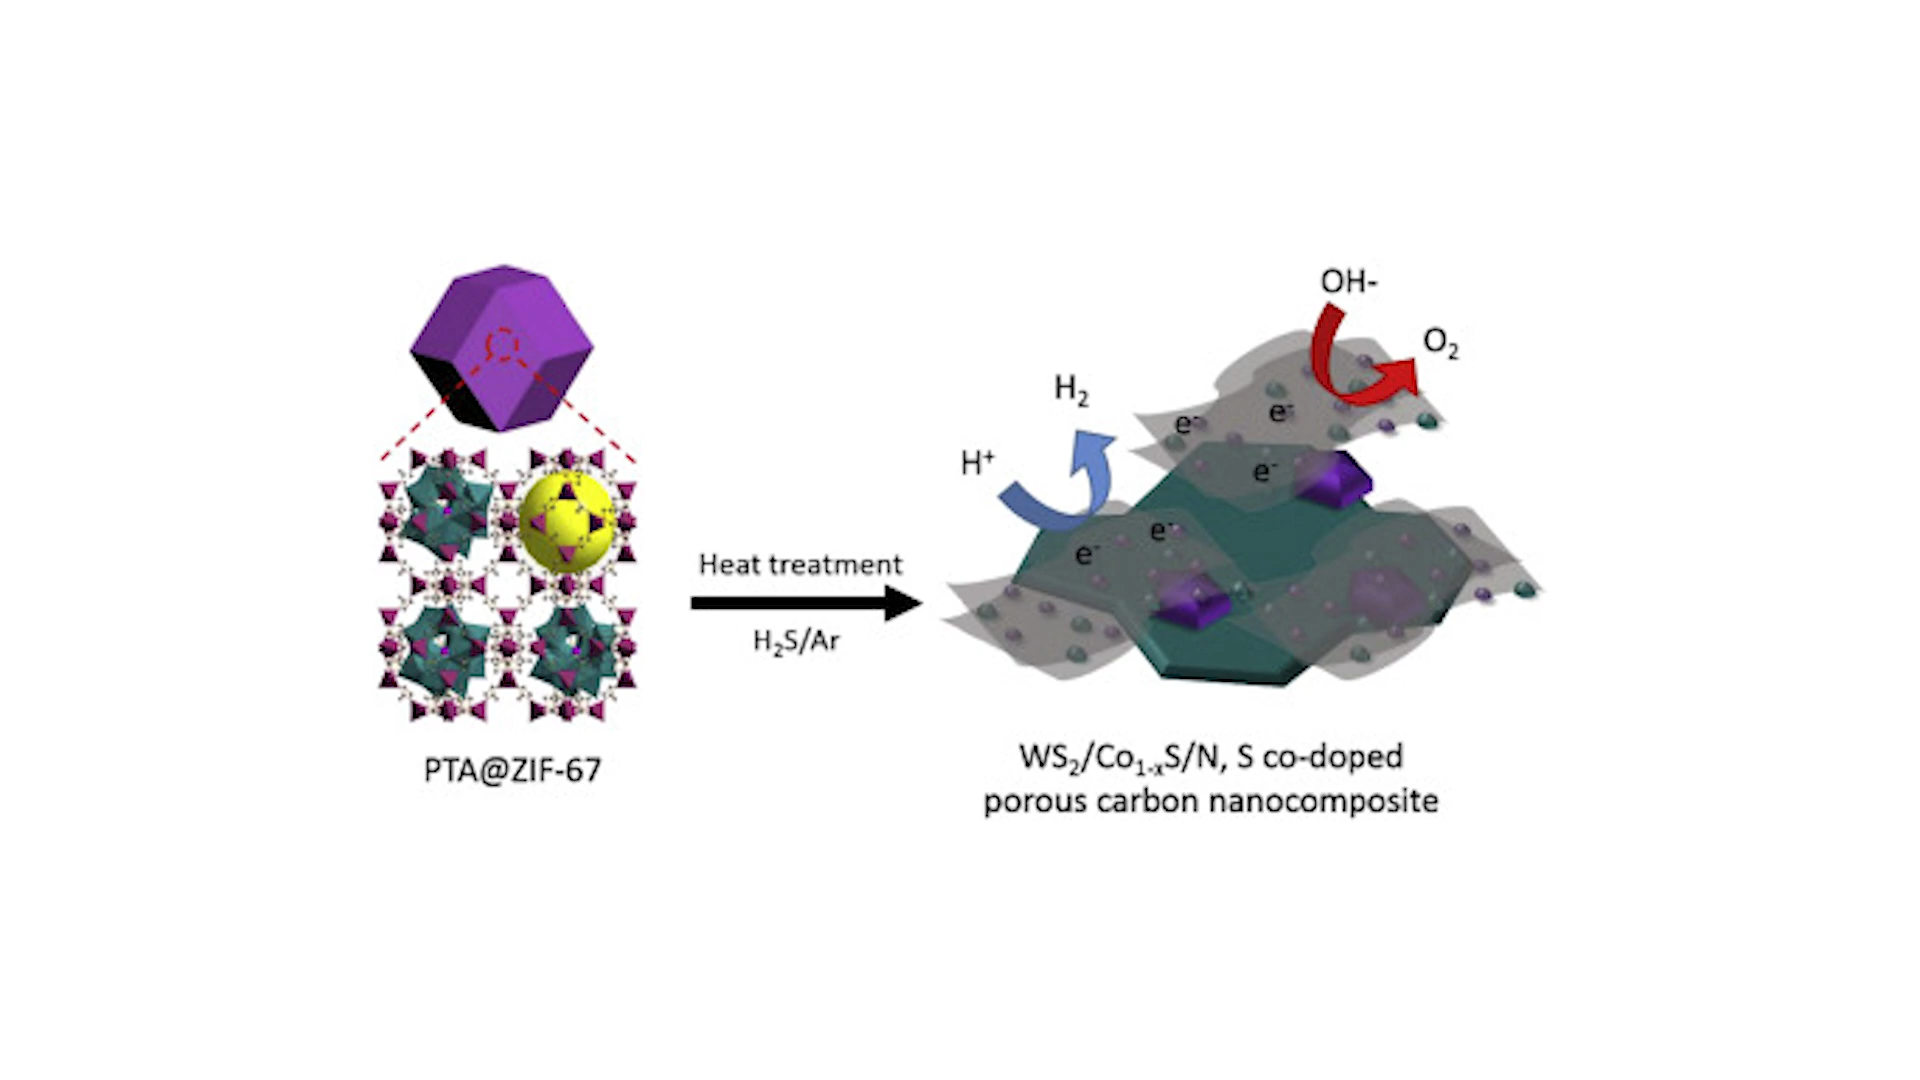 PTA@ZIF-67
Heat treatment
H₂S/Ar
H⁺
H₂
OH-
O₂
e⁻
e⁻
e⁻
e⁻
e⁻
WS₂/Co₁₋ₓS/N, S co-doped
porous carbon nanocomposite